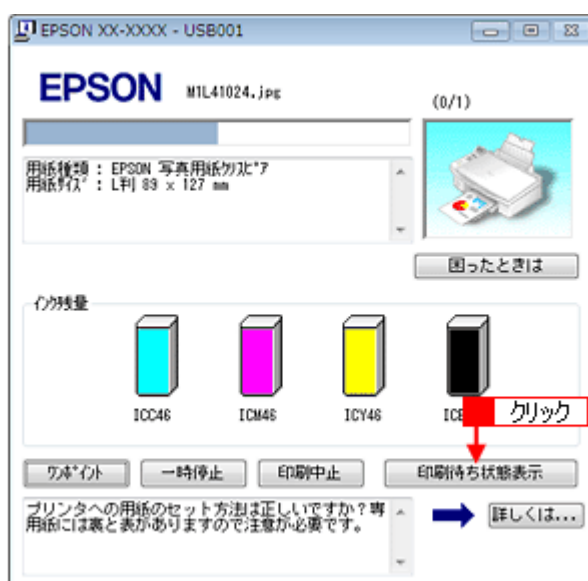 EPSON XX-XXXX - USB001
EPSON
M1L41024.jpg
(0/1)
用紙種類 : EPSON 写真用紙クリスピア
用紙サイズ : L判 89 x 127 mm
困ったときは
インク残量
ICC46
ICM46
ICY46
クリック
ワンポイント
一時停止
印刷中止
印刷待ち状態表示
プリンタへの用紙のセット方法は正しいですか?専
用紙には裏と表がありますので注意が必要です。
詳しくは...